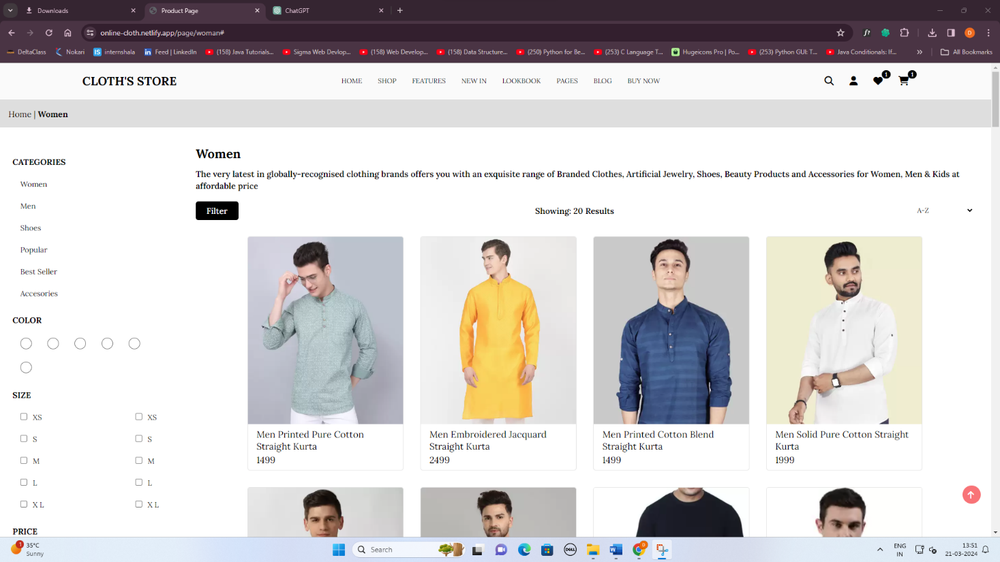 Downloads
Product Page
ChatGPT
online-cloth.netlify.app/page/woman#
D
DeltaClass
Nokari
internshala
Feed | LinkedIn
(158) Java Tutorials...
Sigma Web Devlop...
(158) Web Develop...
(158) Data Structure...
(250) Python for Be...
(253) C Language T...
Hugeicons Pro | Po...
(253) Python GUI: T...
Java Conditionals: If...
All Bookmarks
CLOTH'S STORE
HOME
SHOP
FEATURES
NEW IN
LOOKBOOK
PAGES
BLOG
BUY NOW
1
1
Home | Women
CATEGORIES
Women
Men
Shoes
Popular
Best Seller
Accesories
COLOR
SIZE
XS XS
S S
M M
L L
X L X L
PRICE
Women
The very latest in globally-recognised clothing brands offers you with an exquisite range of Branded Clothes, Artificial Jewelry, Shoes, Beauty Products and Accessories for Women, Men & Kids at
affordable price
Filter
Showing: 20 Results
A-Z
Men Printed Pure Cotton
Straight Kurta
1499
Men Embroidered Jacquard
Straight Kurta
2499
Men Printed Cotton Blend
Straight Kurta
1499
Men Solid Pure Cotton Straight
Kurta
1999
1
35°C
Sunny
Search
DELL
D
ENG
IN
13:51
21-03-2024